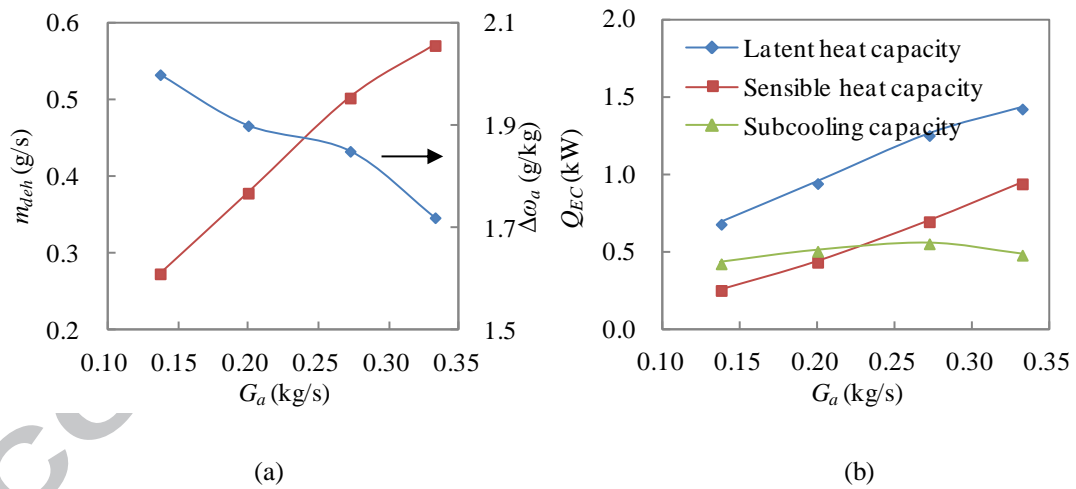 0.6
0.5
0.4
0.3
0.2
m_deh (g/s)
2.1
1.9
1.7
1.5
Δω_a (g/kg)
0.10 0.15 0.20 0.25 0.30 0.35
G_a (kg/s)
(a)
2.0
1.5
1.0
0.5
0.0
Q_EC (kW)
Latent heat capacity
Sensible heat capacity
Subcooling capacity
0.10 0.15 0.20 0.25 0.30 0.35
G_a (kg/s)
(b)